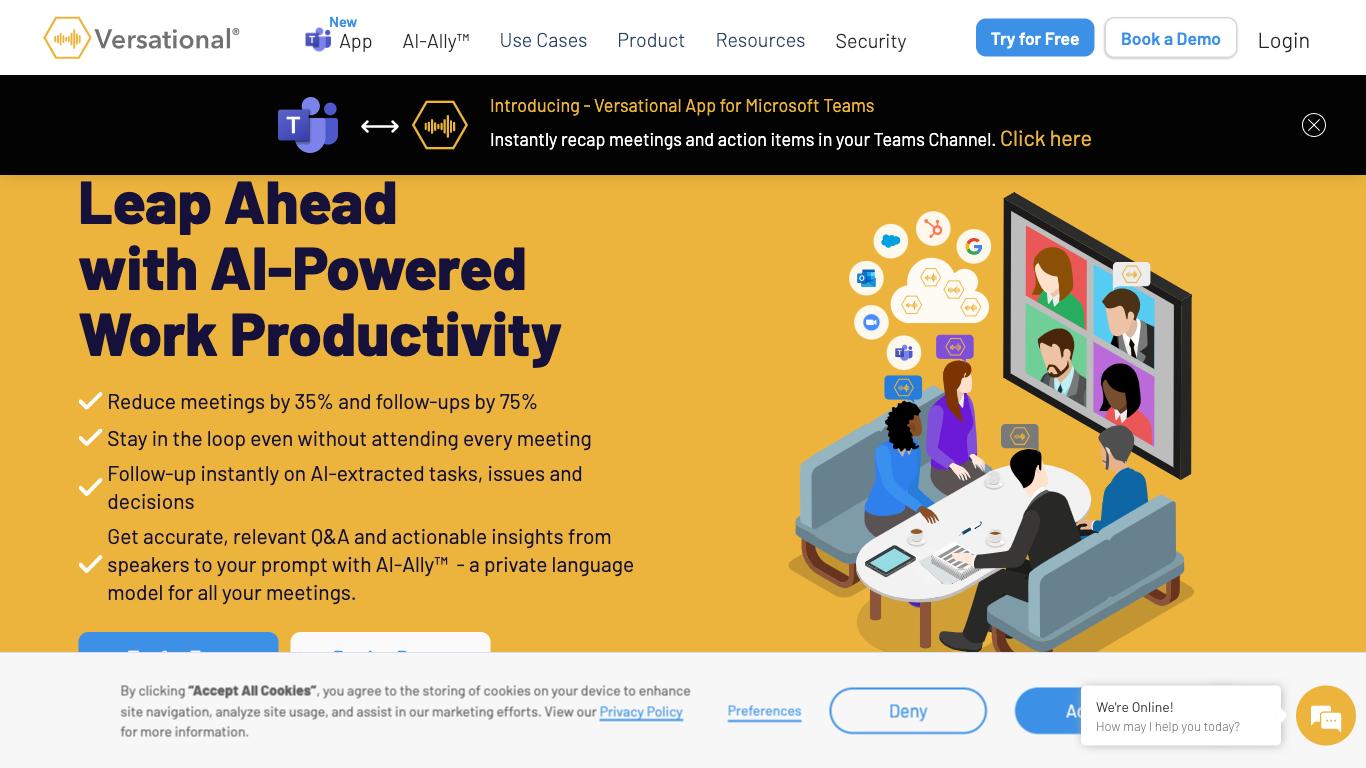 Versational®
New
App
AI-Ally™
Use Cases
Product
Resources
Security
Try for Free
Book a Demo
Login
Introducing - Versational App for Microsoft Teams
Instantly recap meetings and action items in your Teams Channel. Click here
Leap Ahead
with AI-Powered
Work Productivity
Reduce meetings by 35% and follow-ups by 75%
Stay in the loop even without attending every meeting
Follow-up instantly on AI-extracted tasks, issues and
decisions
Get accurate, relevant Q&A and actionable insights from
speakers to your prompt with AI-Ally™ - a private language
model for all your meetings.
By clicking “Accept All Cookies”, you agree to the storing of cookies on your device to enhance
site navigation, analyze site usage, and assist in our marketing efforts. View our Privacy Policy
for more information.
Preferences
Deny
We're Online!
How may I help you today?